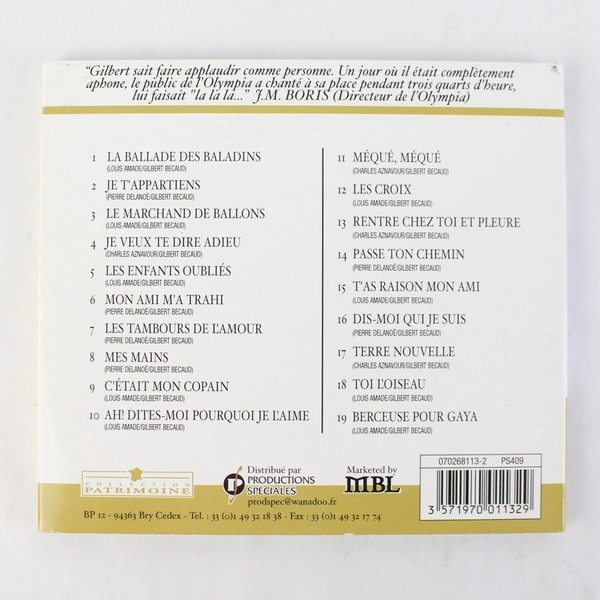 “Gilbert sait faire applaudir comme personne. Un jour où il était complètement
aphone, le public de l'Olympia a chanté à sa place pendant trois quarts d'heure,
lui faisait "la la la..." J.M. BORIS (Directeur de l'Olympia)
1 LA BALLADE DES BALADINS
(LOUIS AMADE/GILBERT BECAUD)
2 JE T'APPARTIENS
(PIERRE DELANOË/GILBERT BECAUD)
3 LE MARCHAND DE BALLONS
(LOUIS AMADE/GILBERT BECAUD)
4 JE VEUX TE DIRE ADIEU
(CHARLES AZNAVOUR/GILBERT BECAUD)
5 LES ENFANTS OUBLIÉS
(LOUIS AMADE/GILBERT BECAUD)
6 MON AMI M'A TRAHI
(PIERRE DELANOË/GILBERT BECAUD)
7 LES TAMBOURS DE L'AMOUR
(PIERRE DELANOË/GILBERT BECAUD)
8 MES MAINS
(PIERRE DELANOË/GILBERT BECAUD)
9 C'ÉTAIT MON COPAIN
(LOUIS AMADE/GILBERT BECAUD)
10 AH! DITES-MOI POURQUOI JE L'AIME
(LOUIS AMADE/GILBERT BECAUD)
11 MÉQUÉ, MÉQUÉ
(CHARLES AZNAVOUR/GILBERT BECAUD)
12 LES CROIX
(LOUIS AMADE/GILBERT BECAUD)
13 RENTRE CHEZ TOI ET PLEURE
(CHARLES AZNAVOUR/GILBERT BECAUD)
14 PASSE TON CHEMIN
(PIERRE DELANOË/GILBERT BECAUD)
15 T'AS RAISON MON AMI
(LOUIS AMADE/GILBERT BECAUD)
16 DIS-MOI QUI JE SUIS
(PIERRE DELANOË/GILBERT BECAUD)
17 TERRE NOUVELLE
(CHARLES AZNAVOUR/GILBERT BECAUD)
18 TOI L'OISEAU
(LOUIS AMADE/GILBERT BECAUD)
19 BERCEUSE POUR GAYA
(LOUIS AMADE/GILBERT BECAUD)
COLLECTION
PATRIMOINE
Distribué par
PRODUCTIONS
SPÉCIALES
prodspec@wanadoo.fr
Marketed by
MBL
070268113-2 PS409
3 571970 011329
BP 12 - 94363 Bry Cedex - Tel. : 33 (0)1 49 32 18 38 - Fax : 33 (0)1 49 32 17 74